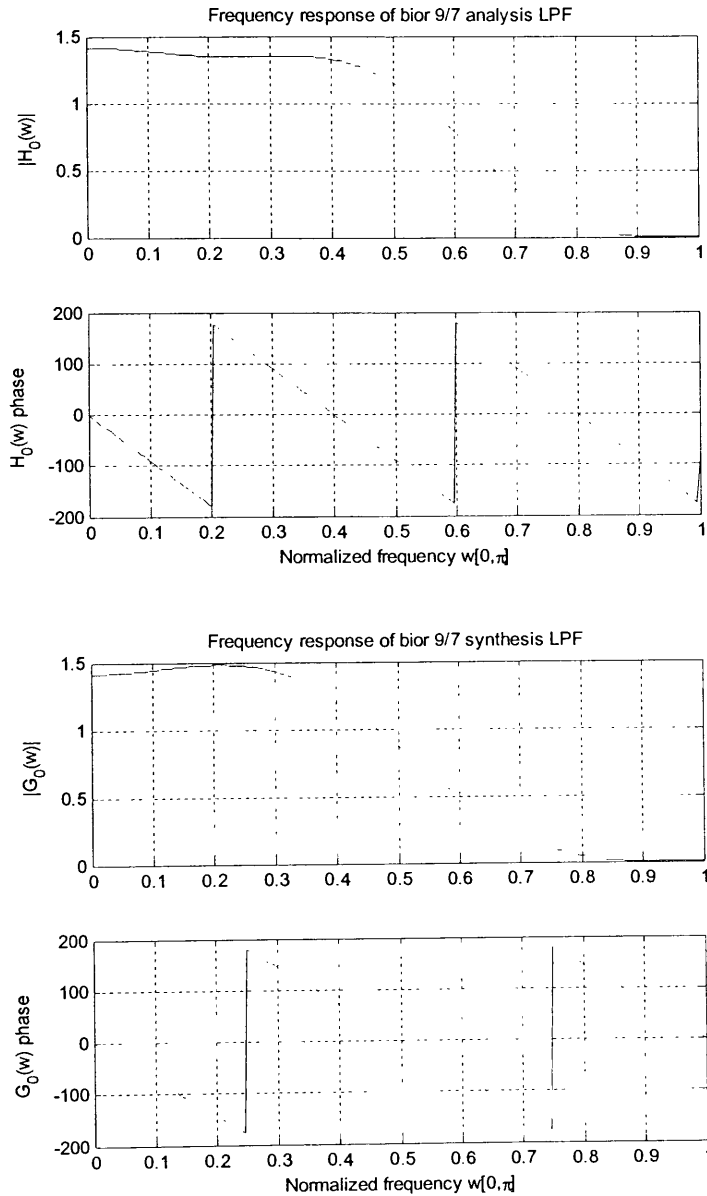 Frequency response of bior 9/7 analysis LPF
1.5
1
0.5
0
|H0(w)|
0 0.1 0.2 0.3 0.4 0.5 0.6 0.7 0.8 0.9 1
200
100
0
-100
-200
H0(w) phase
0 0.1 0.2 0.3 0.4 0.5 0.6 0.7 0.8 0.9 1
Normalized frequency w[0,π]
Frequency response of bior 9/7 synthesis LPF
1.5
1
0.5
0
|G0(w)|
0 0.1 0.2 0.3 0.4 0.5 0.6 0.7 0.8 0.9 1
200
100
0
-100
-200
G0(w) phase
0 0.1 0.2 0.3 0.4 0.5 0.6 0.7 0.8 0.9
Normalized frequency w[0,π]